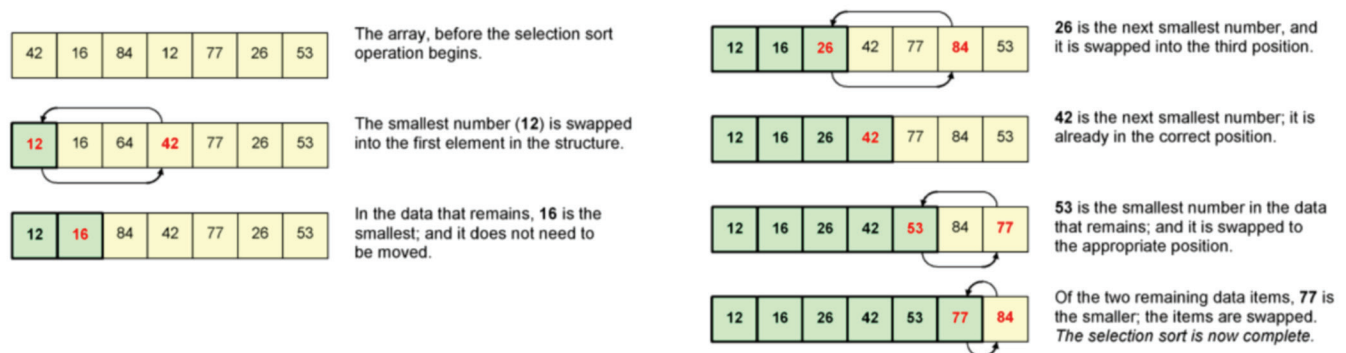 42 16 84 12 77 26 53
The array, before the selection sort
operation begins.
12 16 64 42 77 26 53
The smallest number (12) is swapped
into the first element in the structure.
12 16 84 42 77 26 53
In the data that remains, 16 is the
smallest; and it does not need to
be moved.
12 16 26 42 77 84 53
26 is the next smallest number, and
it is swapped into the third position.
12 16 26 42 77 84 53
42 is the next smallest number; it is
already in the correct position.
12 16 26 42 53 84 77
53 is the smallest number in the data
that remains; and it is swapped to
the appropriate position.
12 16 26 42 53 77 84
Of the two remaining data items, 77 is
the smaller; the items are swapped.
The selection sort is now complete.